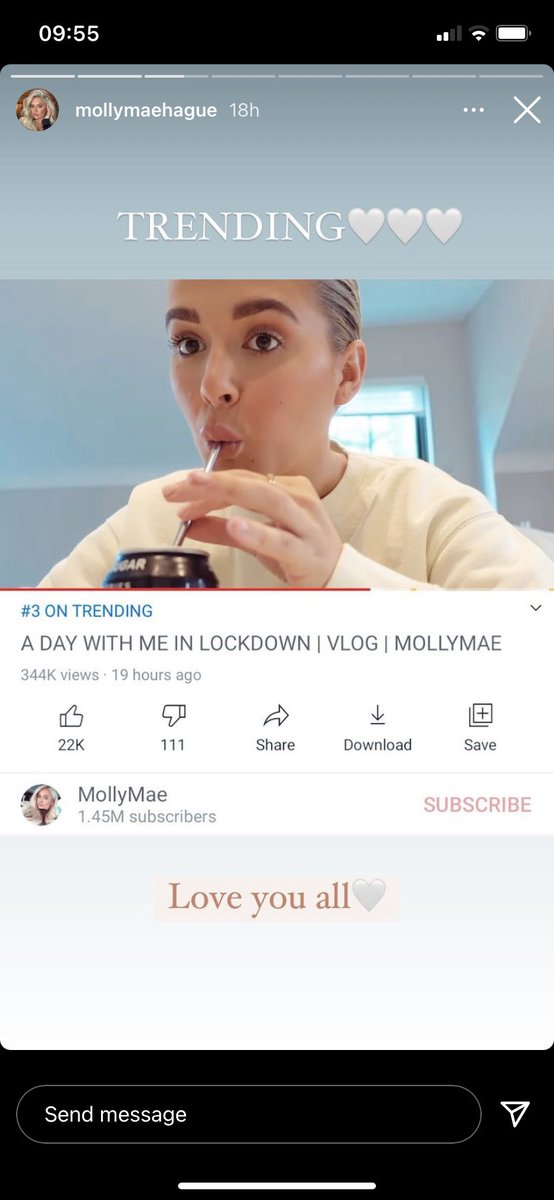 09:55
mollymaehague 18h
TRENDING🤍🤍🤍
GAR
#3 ON TRENDING
A DAY WITH ME IN LOCKDOWN | VLOG | MOLLYMAE
344K views · 19 hours ago
22K 111 Share Download Save
MollyMae
1.45M subscribers
SUBSCRIBE
Love you all🤍
Send message